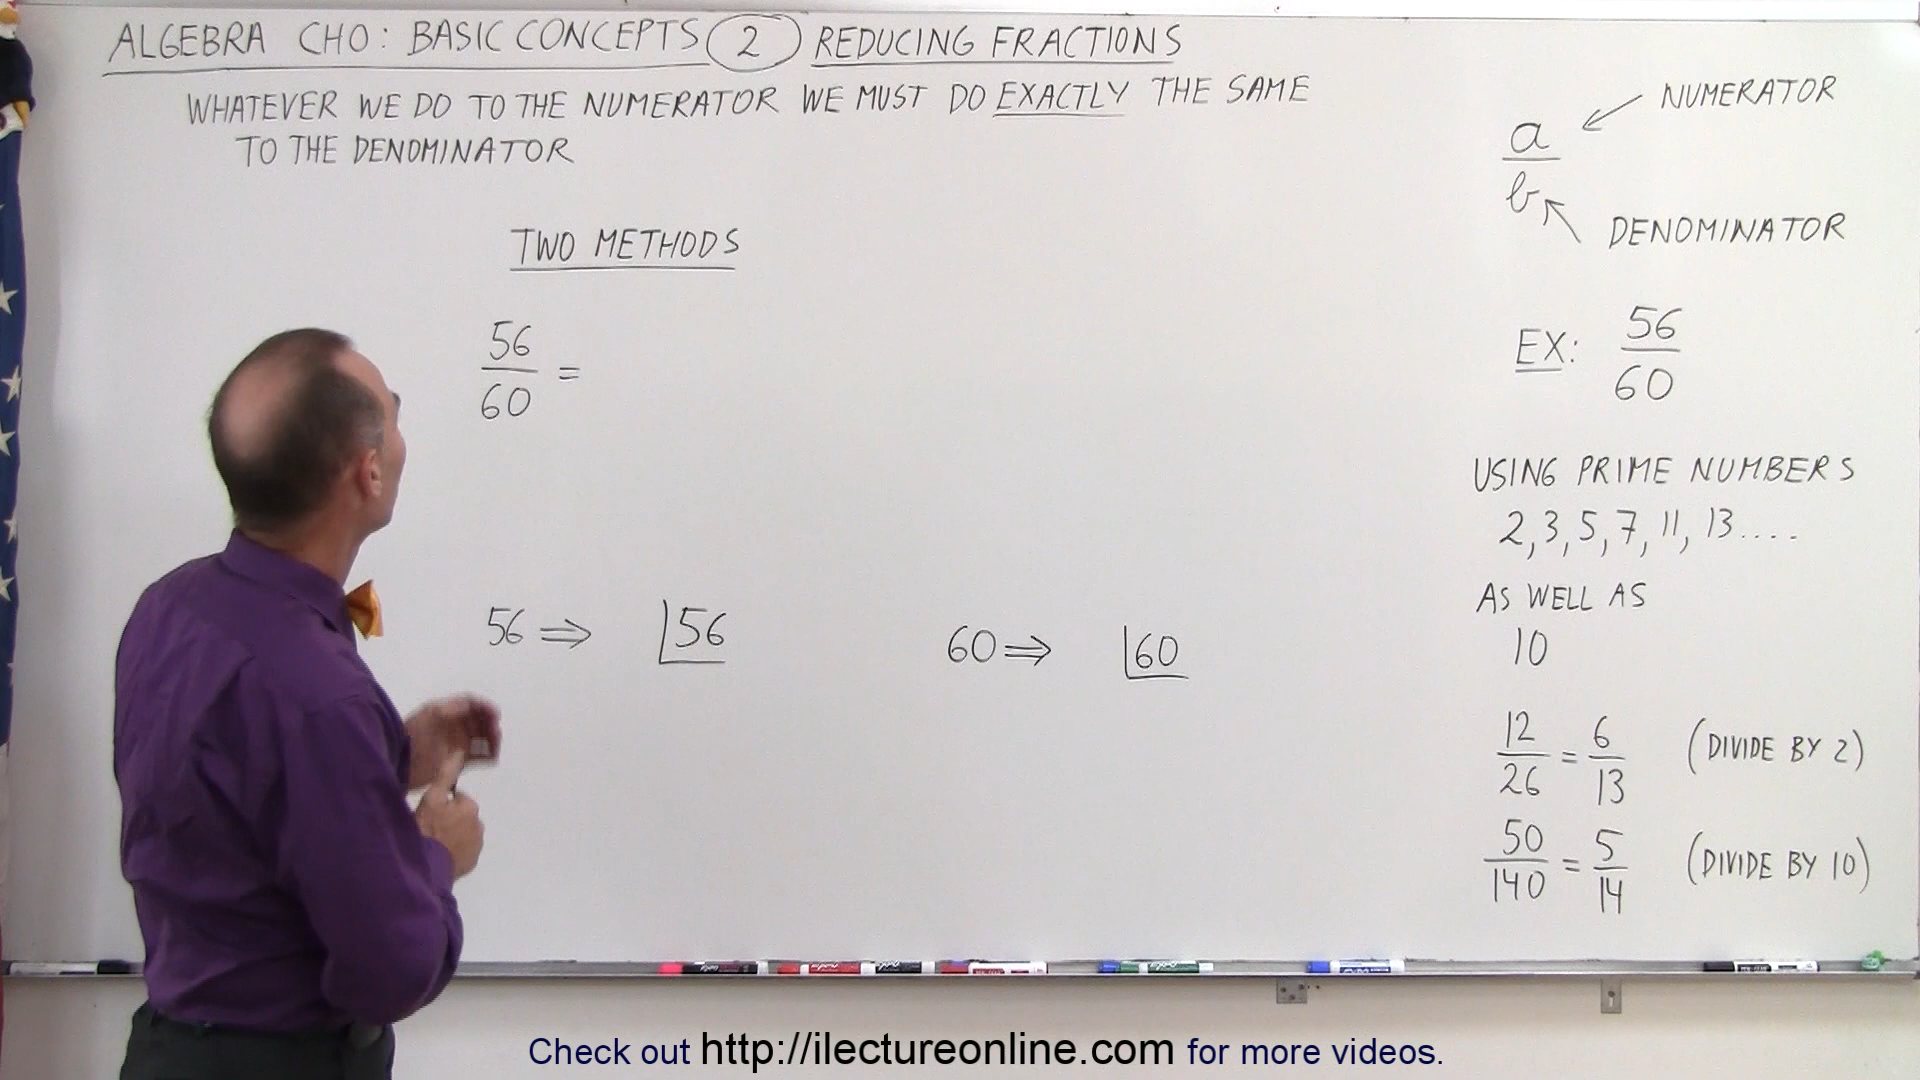 ALGEBRA CH0: BASIC CONCEPTS 2 REDUCING FRACTIONS
WHATEVER WE DO TO THE NUMERATOR WE MUST DO EXACTLY THE SAME
TO THE DENOMINATOR
TWO METHODS
56/60 =
56 ⇒ 56
60 ⇒ 60
a/b
NUMERATOR
DENOMINATOR
EX: 56/60
USING PRIME NUMBERS
2, 3, 5, 7, 11, 13....
AS WELL AS
10
12/26 = 6/13 (DIVIDE BY 2)
50/140 = 5/14 (DIVIDE BY 10)
Check out http://ilectureonline.com for more videos.